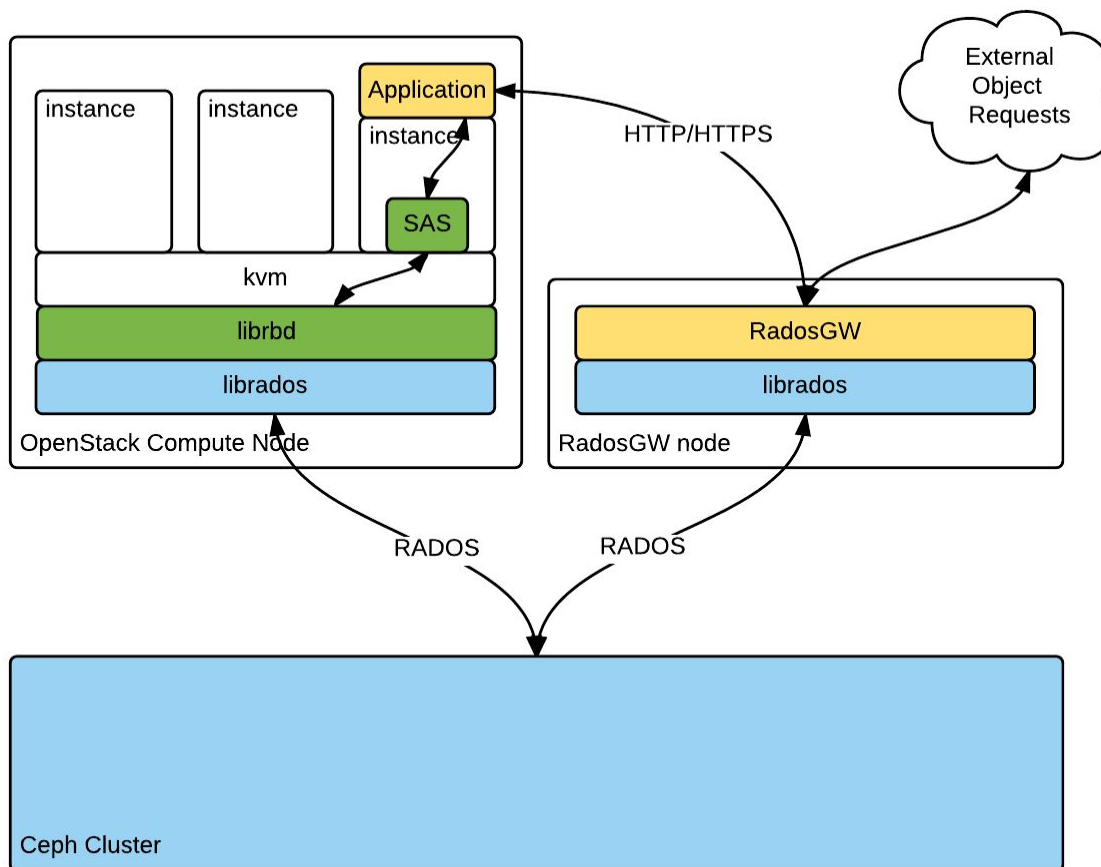 External
Object
Requests
Application
instance
instance
instance
HTTP/HTTPS
SAS
kvm
librbd
RadosGW
librados
librados
OpenStack Compute Node
RadosGW node
RADOS
RADOS
Ceph Cluster